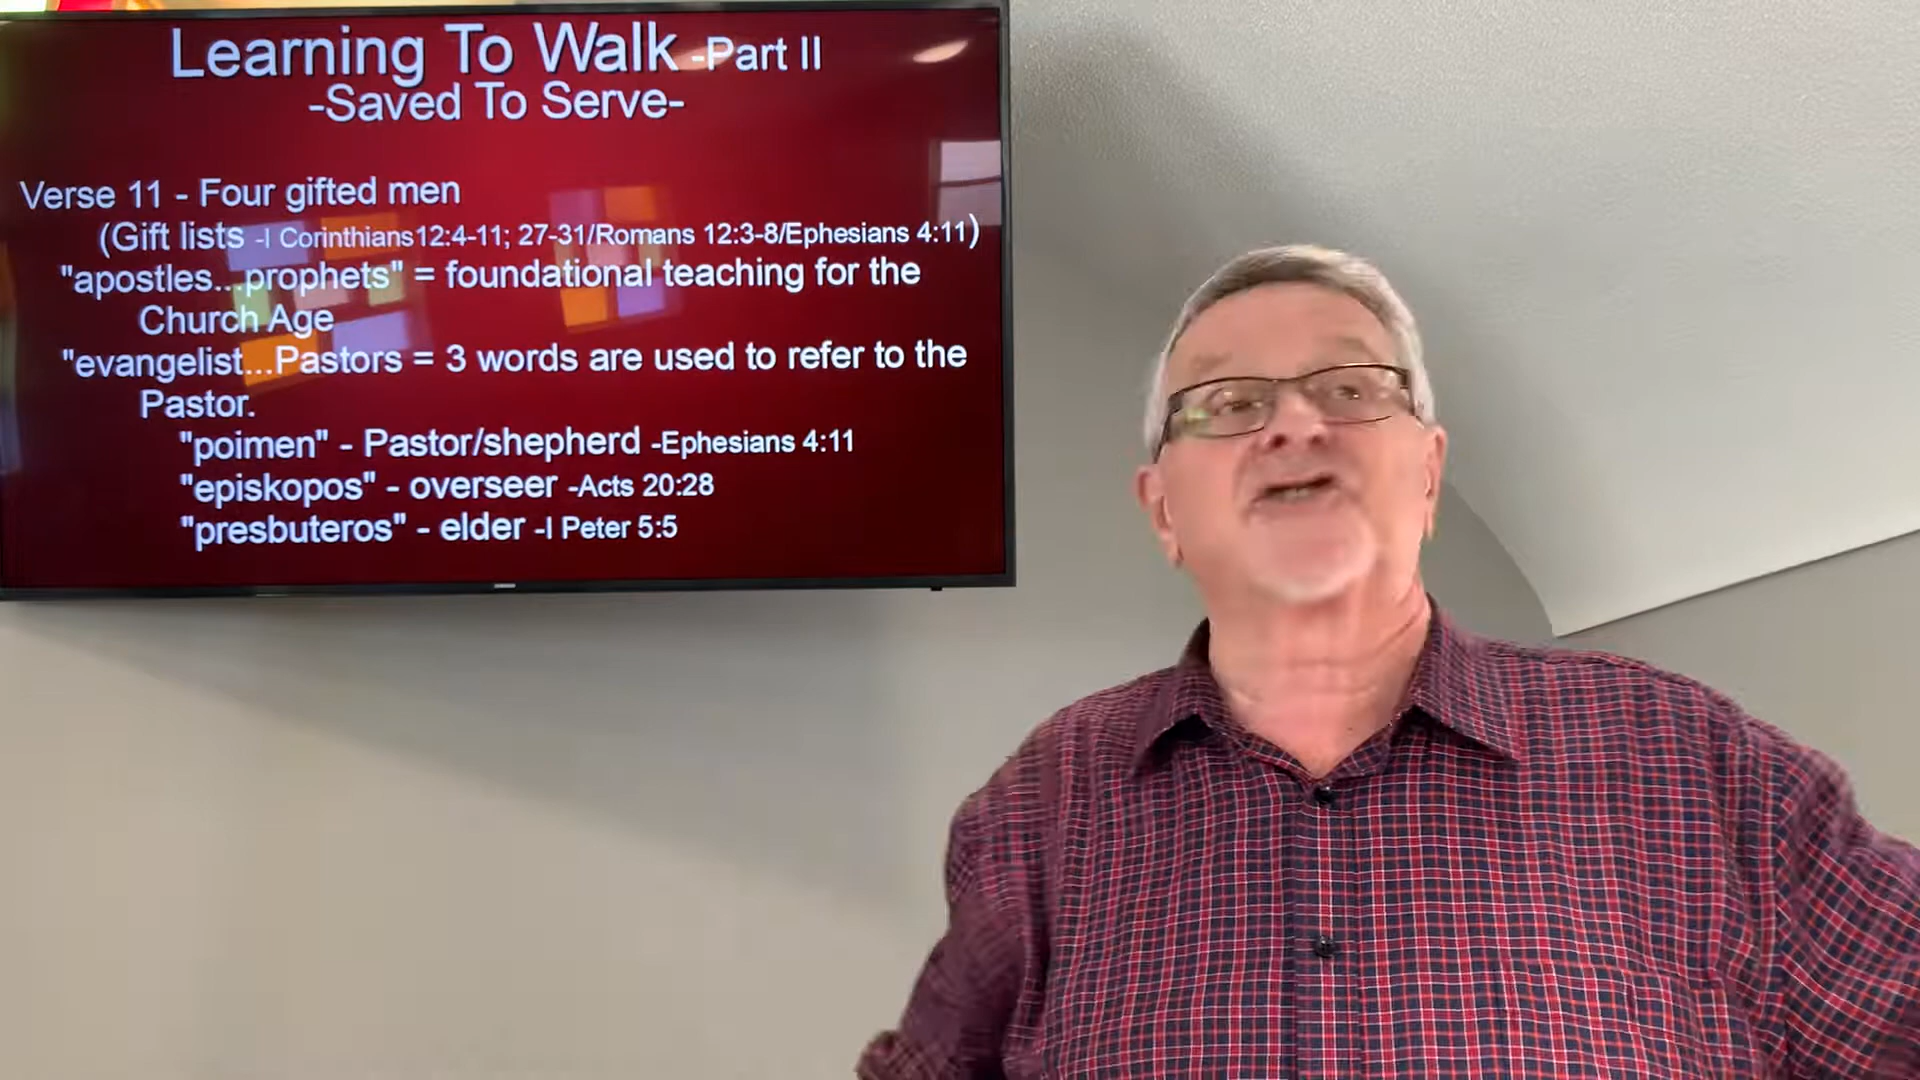 Learning To Walk -Part II
-Saved To Serve-
Verse 11 - Four gifted men
(Gift lists -I Corinthians12:4-11; 27-31/Romans 12:3-8/Ephesians 4:11)
"apostles...prophets" = foundational teaching for the
Church Age
"evangelist...Pastors = 3 words are used to refer to the
Pastor.
"poimen" - Pastor/shepherd -Ephesians 4:11
"episkopos" - overseer -Acts 20:28
"presbuteros" - elder -I Peter 5:5